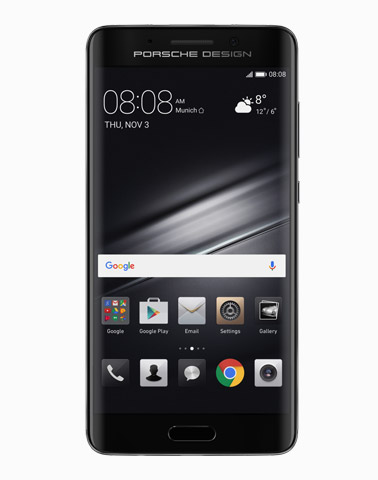 PORSCHE DESIGN
08:08
08:08 AM
Munich
THU, NOV 3
8°
12°/ 6°
Google
Google
Google Play
Email
Settings
Gallery